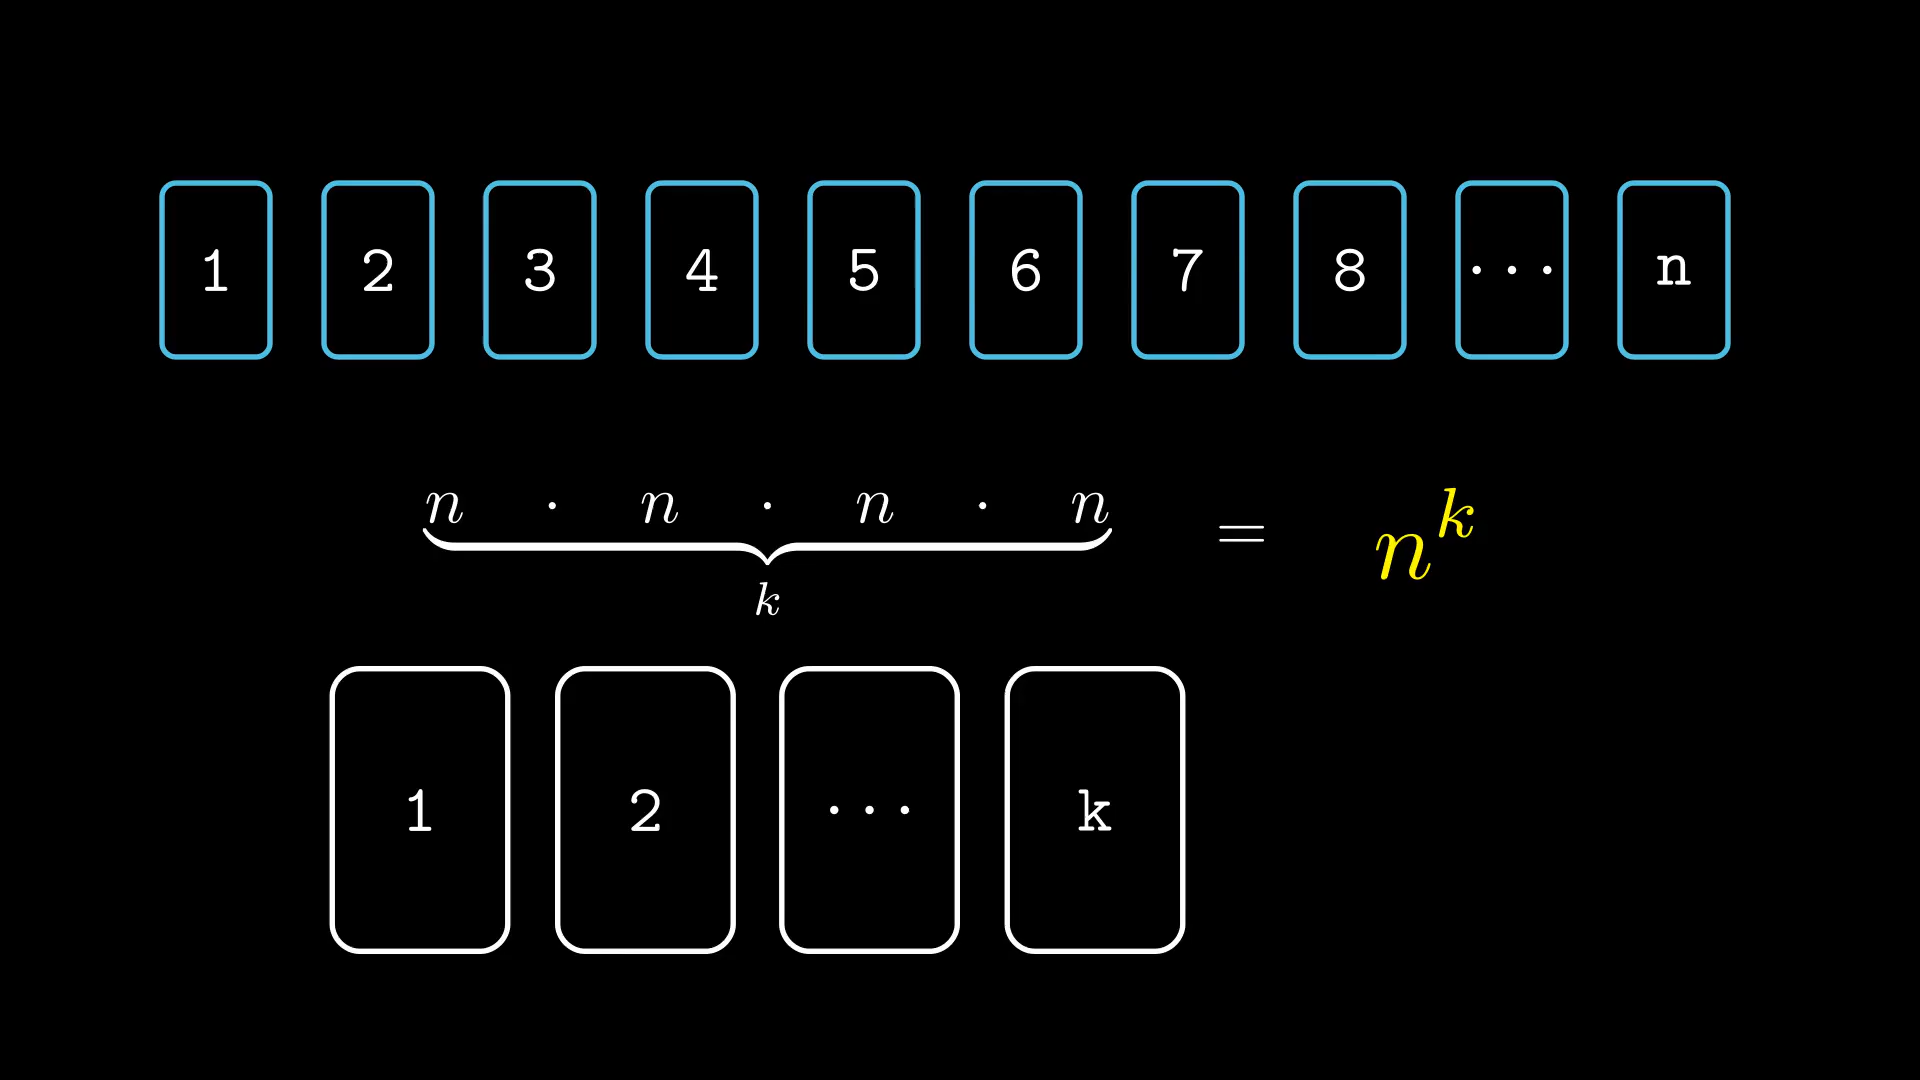 1 2 3 4 5 6 7 8 ··· n
n · n · n · n = n^k
k
1 2 ··· k